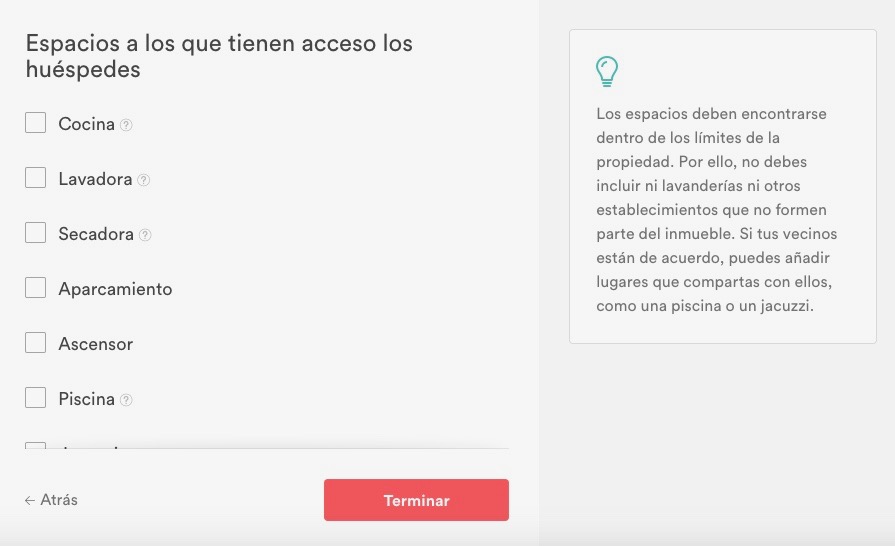 Espacios a los que tienen acceso los
huéspedes
Cocina ?
Lavadora ?
Secadora ?
Aparcamiento
Ascensor
Piscina ?
← Atrás
Terminar
Los espacios deben encontrarse
dentro de los límites de la
propiedad. Por ello, no debes
incluir ni lavanderías ni otros
establecimientos que no formen
parte del inmueble. Si tus vecinos
están de acuerdo, puedes añadir
lugares que compartas con ellos,
como una piscina o un jacuzzi.